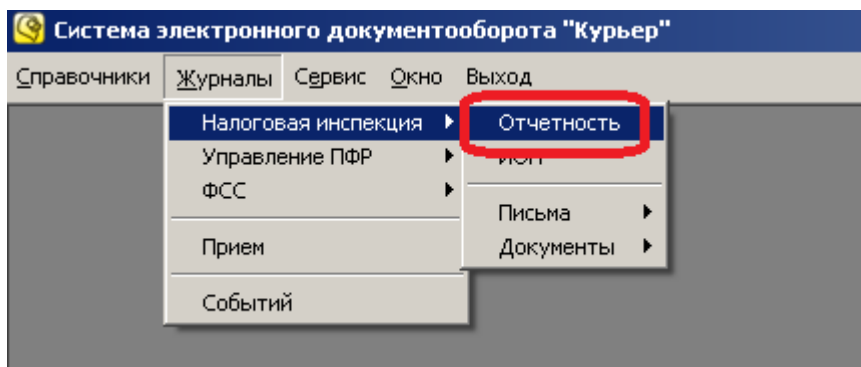 Система электронного документооборота "Курьер"
Справочники Журналы Сервис Окно Выход
Налоговая инспекция Отчетность
Управление ПФР ИОН
ФСС
Письма
Прием Документы
Событий